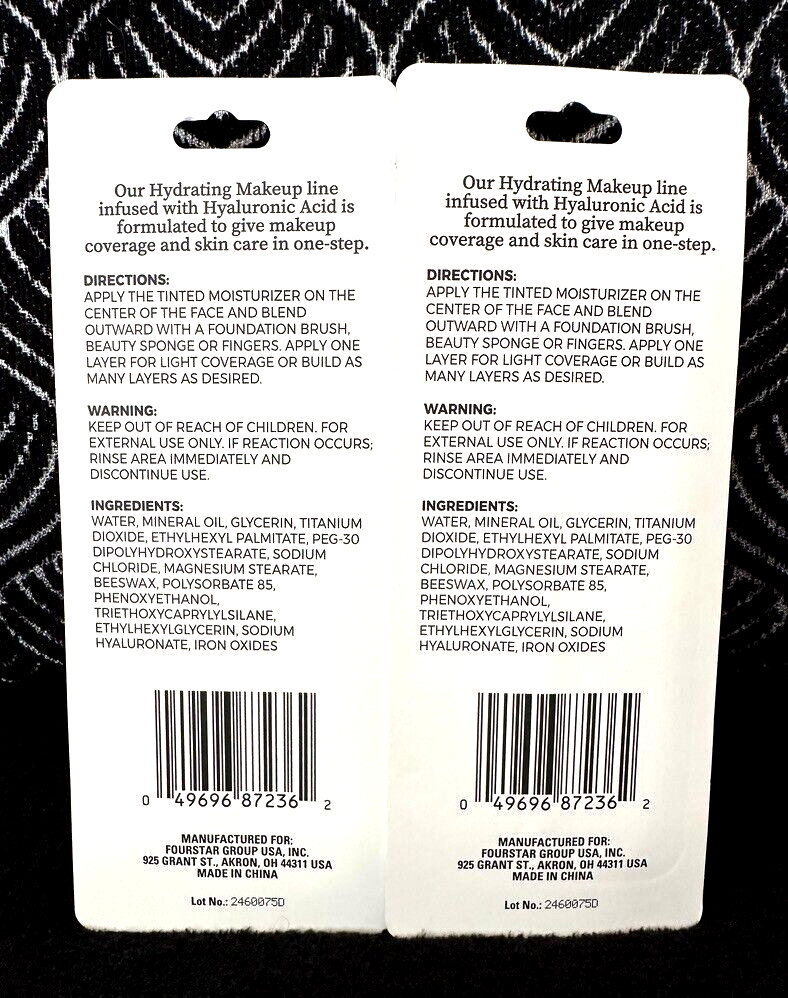 Our Hydrating Makeup line
infused with Hyaluronic Acid is
formulated to give makeup
coverage and skin care in one-step.
DIRECTIONS:
APPLY THE TINTED MOISTURIZER ON THE
CENTER OF THE FACE AND BLEND
OUTWARD WITH A FOUNDATION BRUSH,
BEAUTY SPONGE OR FINGERS. APPLY ONE
LAYER FOR LIGHT COVERAGE OR BUILD AS
MANY LAYERS AS DESIRED.
WARNING:
KEEP OUT OF REACH OF CHILDREN. FOR
EXTERNAL USE ONLY. IF REACTION OCCURS;
RINSE AREA IMMEDIATELY AND
DISCONTINUE USE.
INGREDIENTS:
WATER, MINERAL OIL, GLYCERIN, TITANIUM
DIOXIDE, ETHYLHEXYL PALMITATE, PEG-30
DIPOLYHYDROXYSTEARATE, SODIUM
CHLORIDE, MAGNESIUM STEARATE,
BEESWAX, POLYSORBATE 85,
PHENOXYETHANOL,
TRIETHOXYCAPRYLYLSILANE,
ETHYLHEXYLGLYCERIN, SODIUM
HYALURONATE, IRON OXIDES
0 49696 87236 2
MANUFACTURED FOR:
FOURSTAR GROUP USA, INC.
925 GRANT ST., AKRON, OH 44311 USA
MADE IN CHINA
Lot No.: 2460075D
Our Hydrating Makeup line
infused with Hyaluronic Acid is
formulated to give makeup
coverage and skin care in one-step.
DIRECTIONS:
APPLY THE TINTED MOISTURIZER ON THE
CENTER OF THE FACE AND BLEND
OUTWARD WITH A FOUNDATION BRUSH,
BEAUTY SPONGE OR FINGERS. APPLY ONE
LAYER FOR LIGHT COVERAGE OR BUILD AS
MANY LAYERS AS DESIRED.
WARNING:
KEEP OUT OF REACH OF CHILDREN. FOR
EXTERNAL USE ONLY. IF REACTION OCCURS;
RINSE AREA IMMEDIATELY AND
DISCONTINUE USE.
INGREDIENTS:
WATER, MINERAL OIL, GLYCERIN, TITANIUM
DIOXIDE, ETHYLHEXYL PALMITATE, PEG-30
DIPOLYHYDROXYSTEARATE, SODIUM
CHLORIDE, MAGNESIUM STEARATE,
BEESWAX, POLYSORBATE 85,
PHENOXYETHANOL,
TRIETHOXYCAPRYLYLSILANE,
ETHYLHEXYLGLYCERIN, SODIUM
HYALURONATE, IRON OXIDES
0 49696 87236 2
MANUFACTURED FOR:
FOURSTAR GROUP USA, INC.
925 GRANT ST., AKRON, OH 44311 USA
MADE IN CHINA
Lot No.: 2460075D